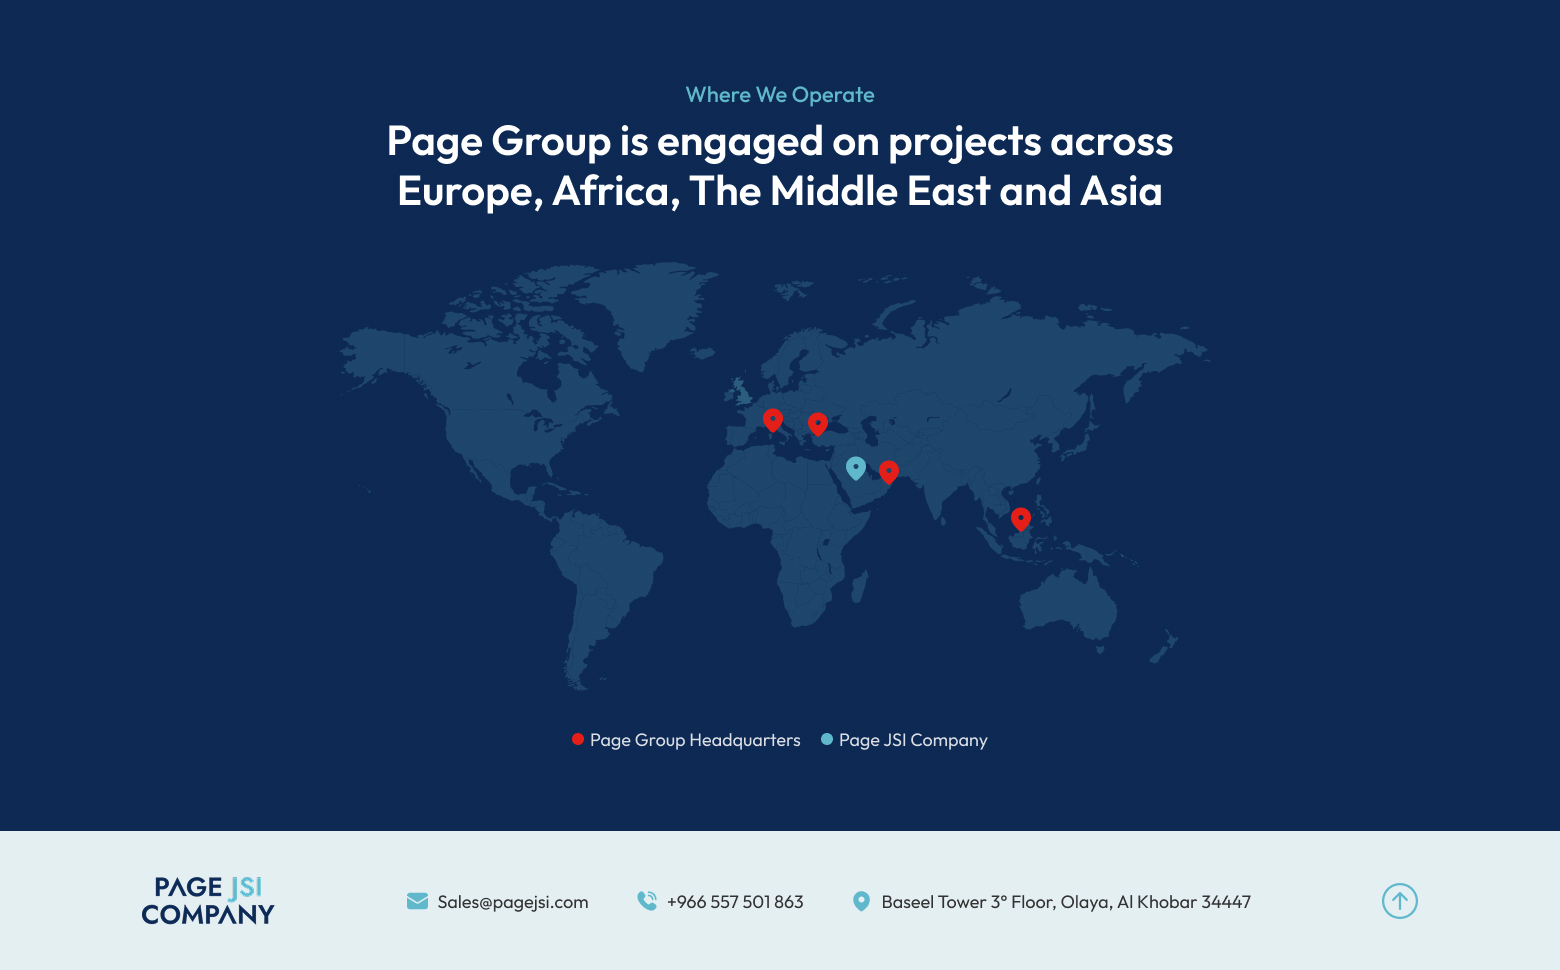 Where We Operate
Page Group is engaged on projects across
Europe, Africa, The Middle East and Asia
Page Group Headquarters
Page JSI Company
PAGE JSI
COMPANY
Sales@pagejsi.com
+966 557 501 863
Baseel Tower 3° Floor, Olaya, Al Khobar 34447